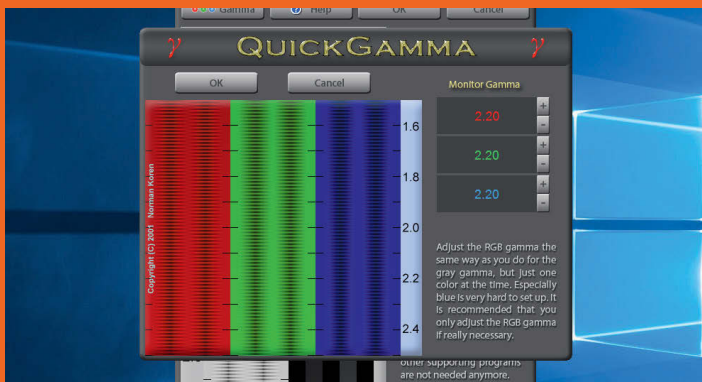 Gamma
? Help
OK
Cancel
γ QUICKGAMMA γ
OK
Cancel
Monitor Gamma
2.20
+
-
2.20
+
-
2.20
+
-
1.6
1.8
2.0
2.2
2.4
Copyright (C) 2001 Norman Koren
Adjust the RGB gamma the
same way as you do for the
gray gamma, but just one
color at the time. Especially
blue is very hard to set up. It
is recommended that you
only adjust the RGB gamma
if really necessary.
other supporting programs
are not needed anymore.